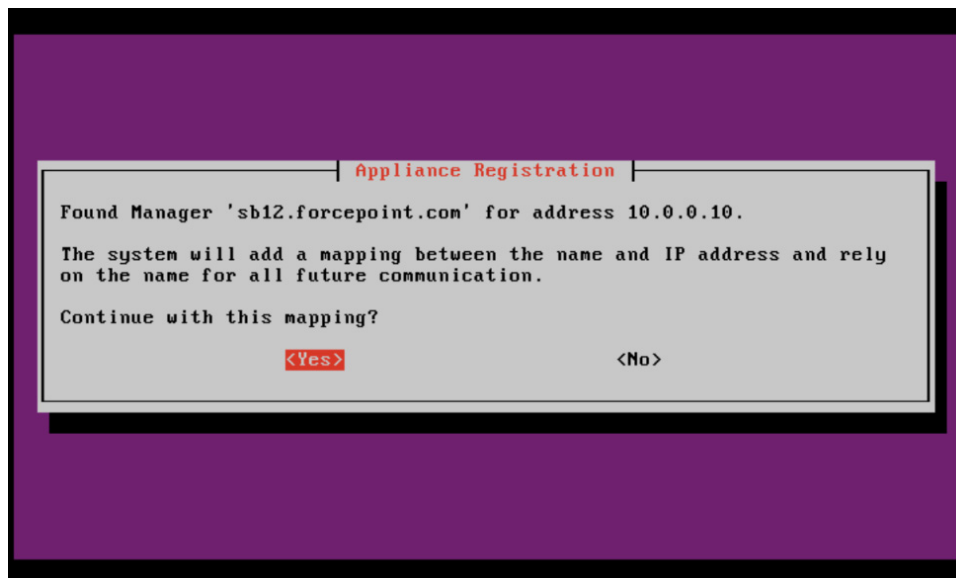 Appliance Registration
Found Manager 'sb12.forcepoint.com' for address 10.0.0.10.
The system will add a mapping between the name and IP address and rely
on the name for all future communication.
Continue with this mapping?
<Yes> <No>